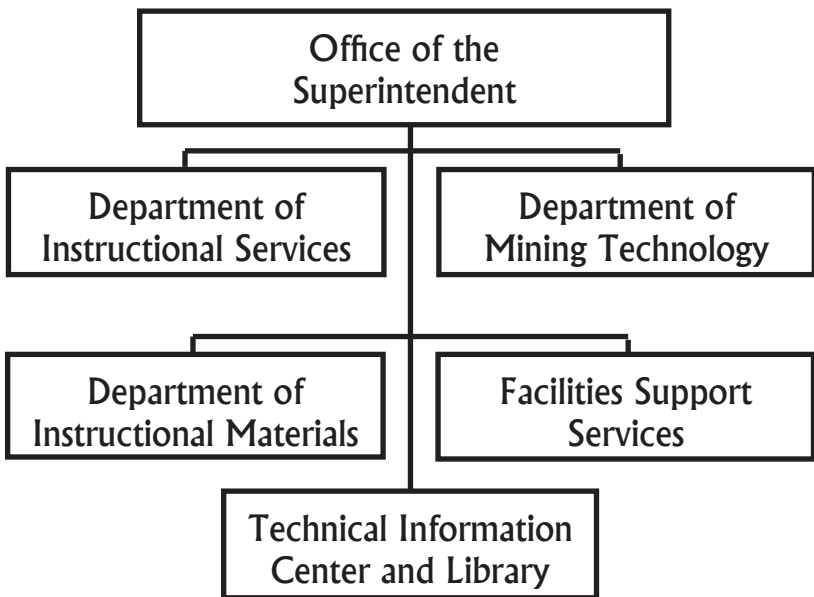 Office of the
Superintendent
Department of
Instructional Services
Department of
Mining Technology
Department of
Instructional Materials
Facilities Support
Services
Technical Information
Center and Library